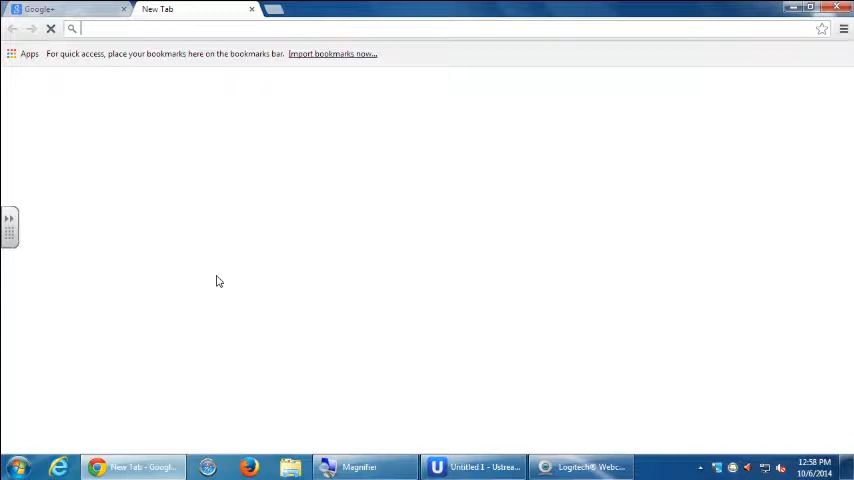 Google+
New Tab
Apps For quick access, place your bookmarks here on the bookmarks bar. Import bookmarks now...
New Tab - Googl...
Magnifier
Untitled 1 - Ustrea...
Logitech® Webc...
12:58 PM
10/6/2014